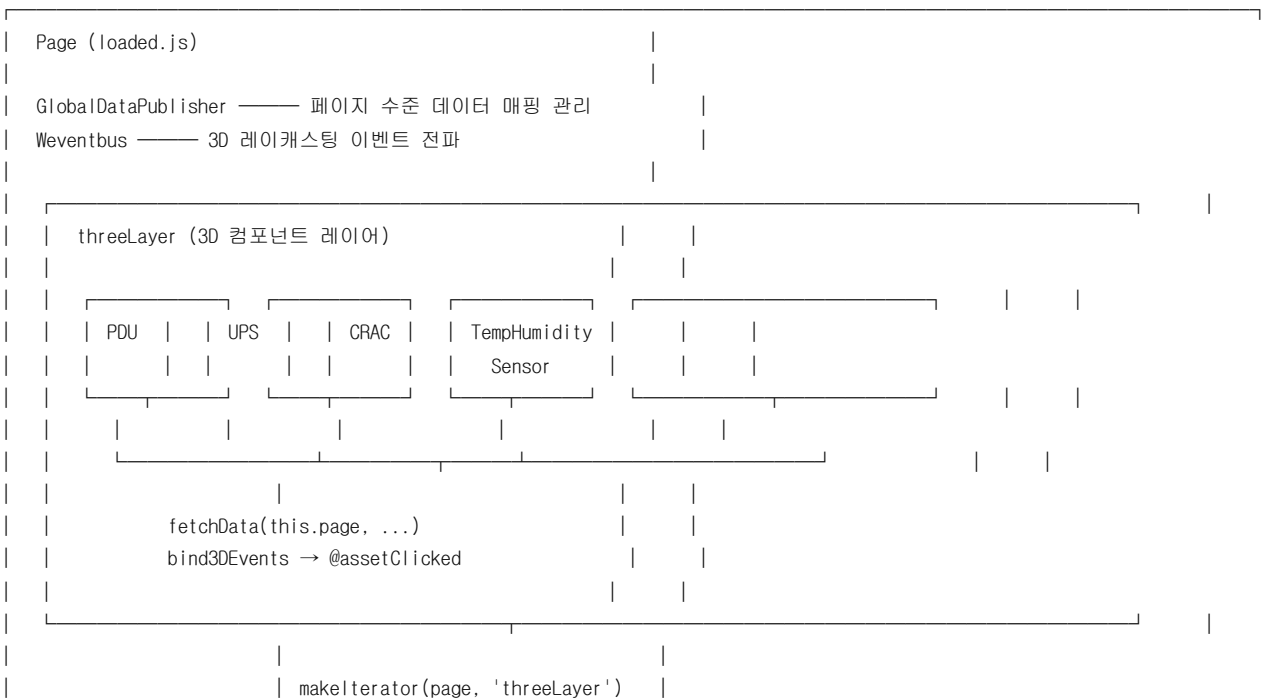 Page (loaded.js)
GlobalDataPublisher ─── 페이지 수준 데이터 매핑 관리
Weventbus ─── 3D 레이캐스팅 이벤트 전파
threeLayer (3D 컴포넌트 레이어)
PDU UPS CRAC TempHumidity
Sensor
fetchData(this.page, ...)
bind3DEvents → @assetClicked
makeIterator(page, 'threeLayer')